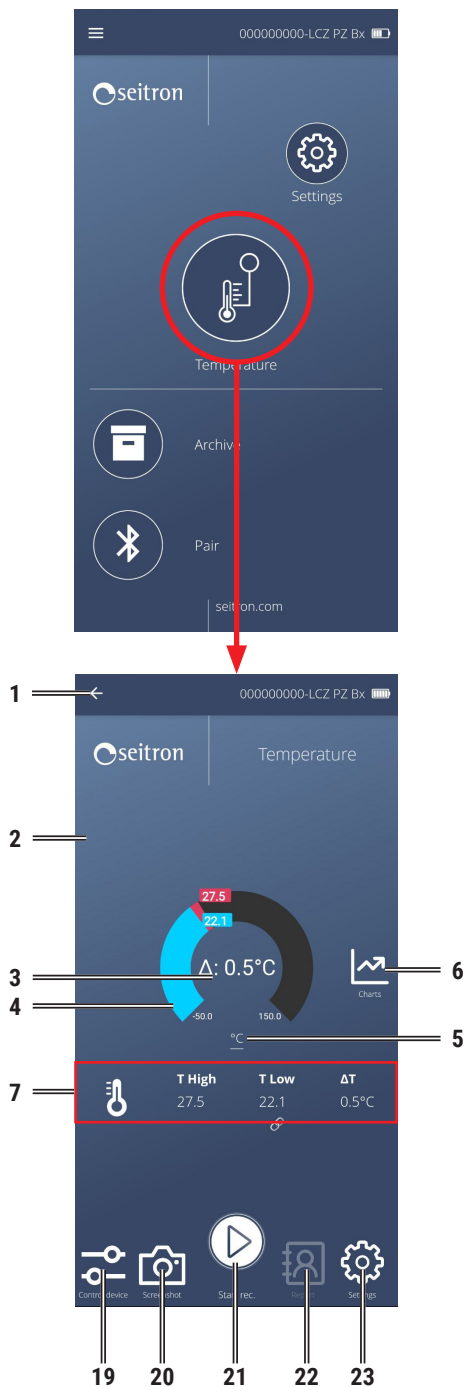 000000000-LCZ PZ Bx
seitron
Settings
Temperature
Archive
Pair
seitron.com
1
000000000-LCZ PZ Bx
seitron
Temperature
2
27.5
22.1
3
Δ: 0.5°C
6
Charts
4
-50.0
150.0
°C
5
7
T High
T Low
ΔT
27.5
22.1
0.5°C
Control device
Screenshot
Start rec.
Report
Settings
19
20
21
22
23